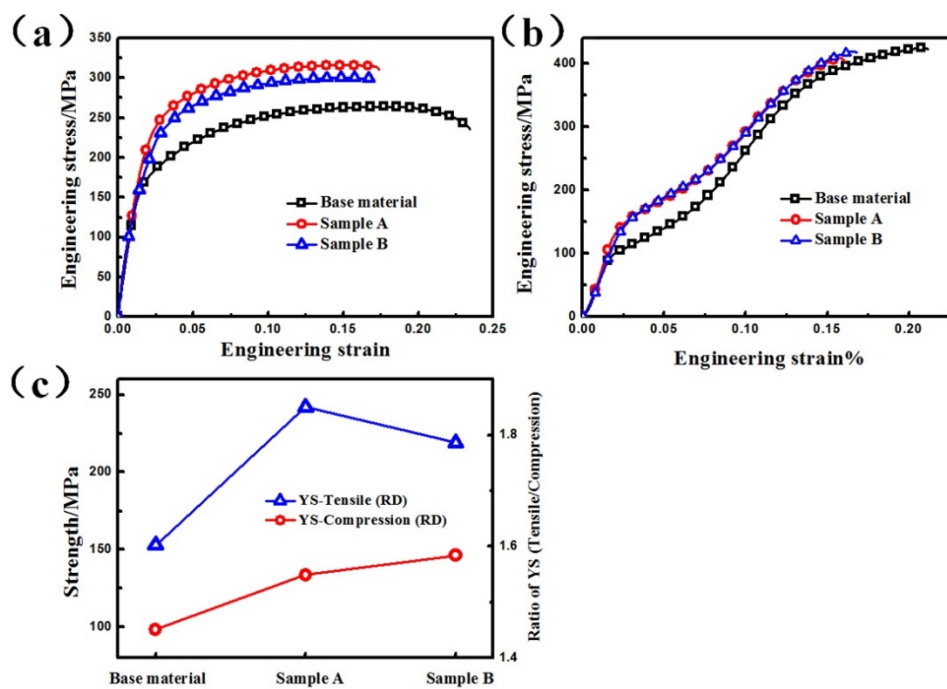 (a)
350
300
250
200
150
100
50
0
Engineering stress/MPa
Base material
Sample A
Sample B
0.00 0.05 0.10 0.15 0.20 0.25
Engineering strain
(b)
400
300
200
100
0
Engineering stress/MPa
Base material
Sample A
Sample B
0.00 0.05 0.10 0.15 0.20
Engineering strain%
(c)
250
200
150
100
Strength/MPa
YS-Tensile (RD)
YS-Compression (RD)
1.8
1.6
1.4
Ratio of YS (Tensile/Compression)
Base material Sample A Sample B